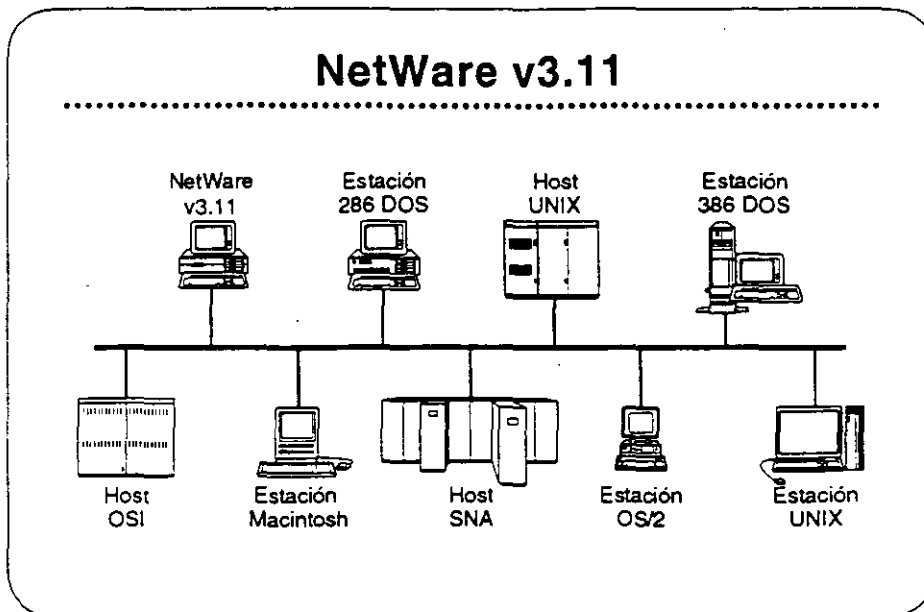 NetWare v3.11
NetWare
v3.11
Estación
286 DOS
Host
UNIX
Estación
386 DOS
Host
OSI
Estación
Macintosh
Host
SNA
Estación
OS/2
Estación
UNIX